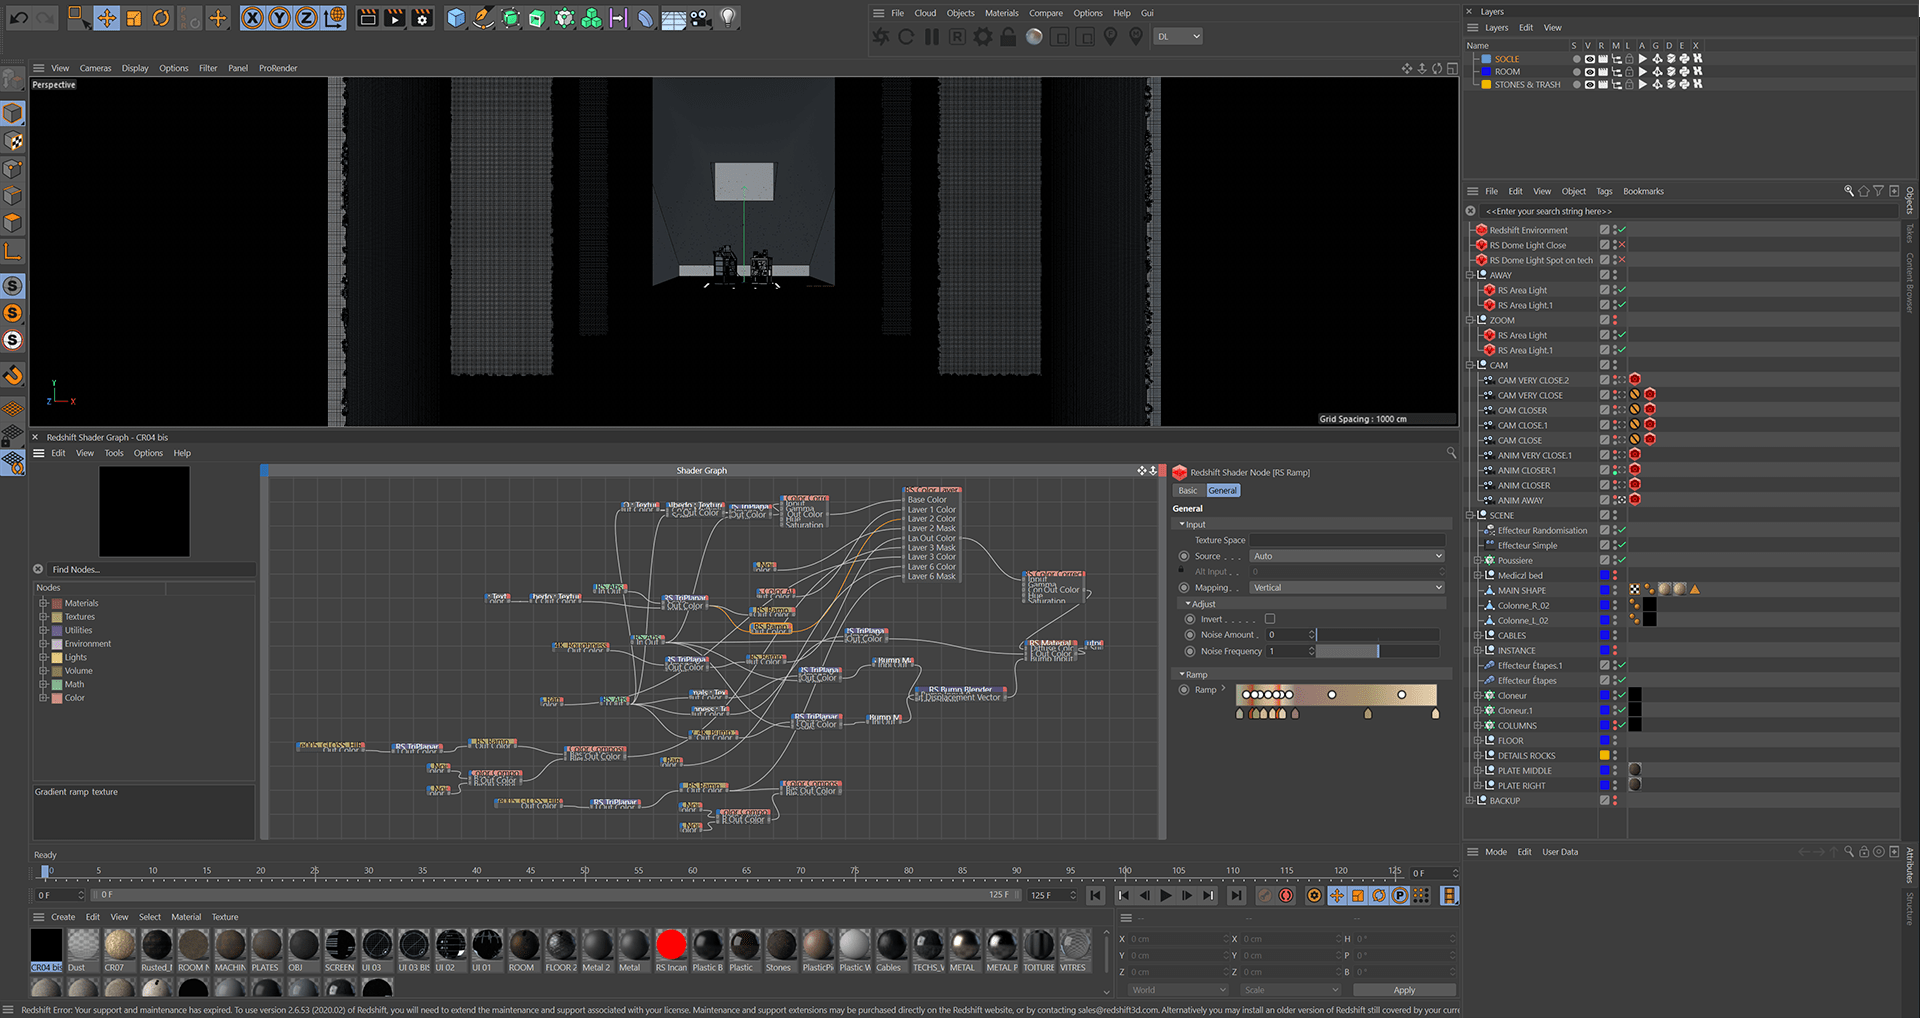 File Cloud Objects Materials Compare Options Help Gui
DL
View Cameras Display Options Filter Panel ProRender
Perspective
Grid Spacing : 1000 cm
Redshift Shader Graph - CR04 bis
Edit View Tools Options Help
Shader Graph
Find Nodes...
Nodes
Materials
Textures
Utilities
Environment
Lights
Volume
Math
Color
Gradient ramp texture
Base Color
Layer 1 Color
Layer 2 Color
Layer 2 Mask
Out Color
Layer 3 Mask
Layer 3 Color
Layer 6 Color
Layer 6 Mask
RS Material
RS Bump Blender
Displacement Vector
Redshift Shader Node [RS Ramp]
Basic General
General
Input
Texture Space
Source . . . Auto
Alt Input . . 0
Mapping . . Vertical
Adjust
Invert . . . . .
Noise Amount . 0
Noise Frequency 1
Ramp
Ramp
Ready
0 5 10 15 20 25 30 35 40 45 50 55 60 65 70 75 80 85 90 95 100 105 110 115 120 125
0 F
0 F 0 F 125 F 125 F
Create Edit View Select Material Texture
CR04 bis Dust CR07 Rusted_ ROOM MACHIN PLATES OBJ SCREEN UI 03 UI 03 BIS UI 02 UI 01 ROOM FLOOR 2 Metal 2 Metal RS Incan Plastic B Plastic Stones PlasticPi Plastic W Cables TECHS_ METAL METAL P TOITURE VITRES
X 0 cm X 0 cm H 0 °
Y 0 cm Y 0 cm P 0 °
Z 0 cm Z 0 cm B 0 °
World Scale Apply
Redshift Error: Your support and maintenance has expired. To use version 2.6.53 (2020.02) of Redshift, you will need to extend the maintenance and support associated with your license. Maintenance and support extensions may be purchased directly on the Redshift website, or by contacting sales@redshift3d.com. Alternatively you may install an older version of Redshift still covered by your curre
Layers
Layers Edit View
Name S V R M L A G D E X
SOCLE
ROOM
STONES & TRASH
File Edit View Object Tags Bookmarks
<<Enter your search string here>>
Redshift Environment
RS Dome Light Close
RS Dome Light Spot on tech
AWAY
RS Area Light
RS Area Light.1
ZOOM
RS Area Light
RS Area Light.1
CAM
CAM VERY CLOSE.2
CAM VERY CLOSE
CAM CLOSER
CAM CLOSE.1
CAM CLOSE
ANIM VERY CLOSE.1
ANIM CLOSER.1
ANIM CLOSER
ANIM AWAY
SCENE
Effecteur Randomisation
Effecteur Simple
Poussiere
Mediczl bed
MAIN SHAPE
Colonne_R_02
Colonne_L_02
CABLES
INSTANCE
Effecteur Étapes.1
Effecteur Étapes
Cloneur
Cloneur.1
COLUMNS
FLOOR
DETAILS ROCKS
PLATE MIDDLE
PLATE RIGHT
BACKUP
Mode Edit User Data
Objects
Takes
Content Browser
Attributes
Structure